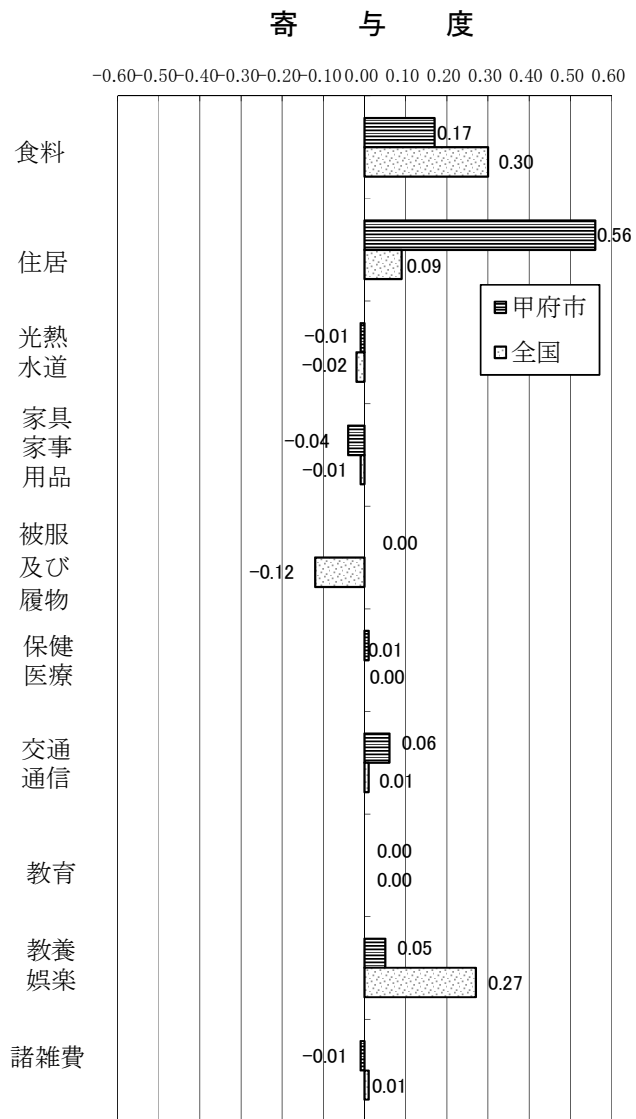 寄与度
-0.60 -0.50 -0.40 -0.30 -0.20 -0.10 0.00 0.10 0.20 0.30 0.40 0.50 0.60
食料
0.17
0.30
住居
0.56
0.09
甲府市
全国
光熱
水道
-0.01
-0.02
家具
家事
用品
-0.04
-0.01
被服
及び
履物
0.00
-0.12
保健
医療
0.01
0.00
交通
通信
0.06
0.01
教育
0.00
0.00
教養
娯楽
0.05
0.27
諸雑費
-0.01
0.01